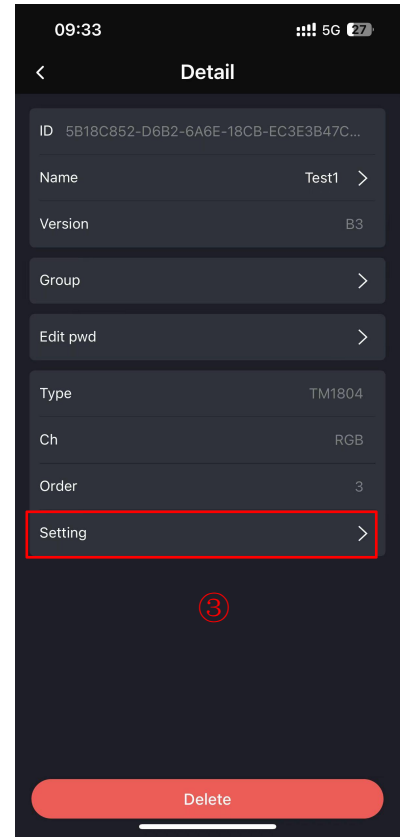 09:33 5G 27
Detail
ID 5B18C852-D6B2-6A6E-18CB-EC3E3B47C...
Name Test1
Version B3
Group
Edit pwd
Type TM1804
Ch RGB
Order 3
Setting
③
Delete